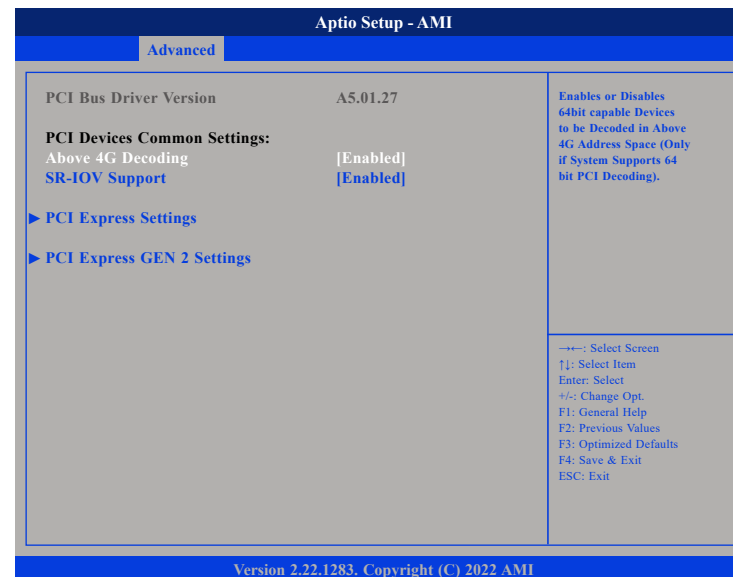 Aptio Setup - AMI
Advanced
PCI Bus Driver Version A5.01.27
PCI Devices Common Settings:
Above 4G Decoding [Enabled]
SR-IOV Support [Enabled]
► PCI Express Settings
► PCI Express GEN 2 Settings
Enables or Disables
64bit capable Devices
to be Decoded in Above
4G Address Space (Only
if System Supports 64
bit PCI Decoding).
→←: Select Screen
↑↓: Select Item
Enter: Select
+/-: Change Opt.
F1: General Help
F2: Previous Values
F3: Optimized Defaults
F4: Save & Exit
ESC: Exit
Version 2.22.1283. Copyright (C) 2022 AMI